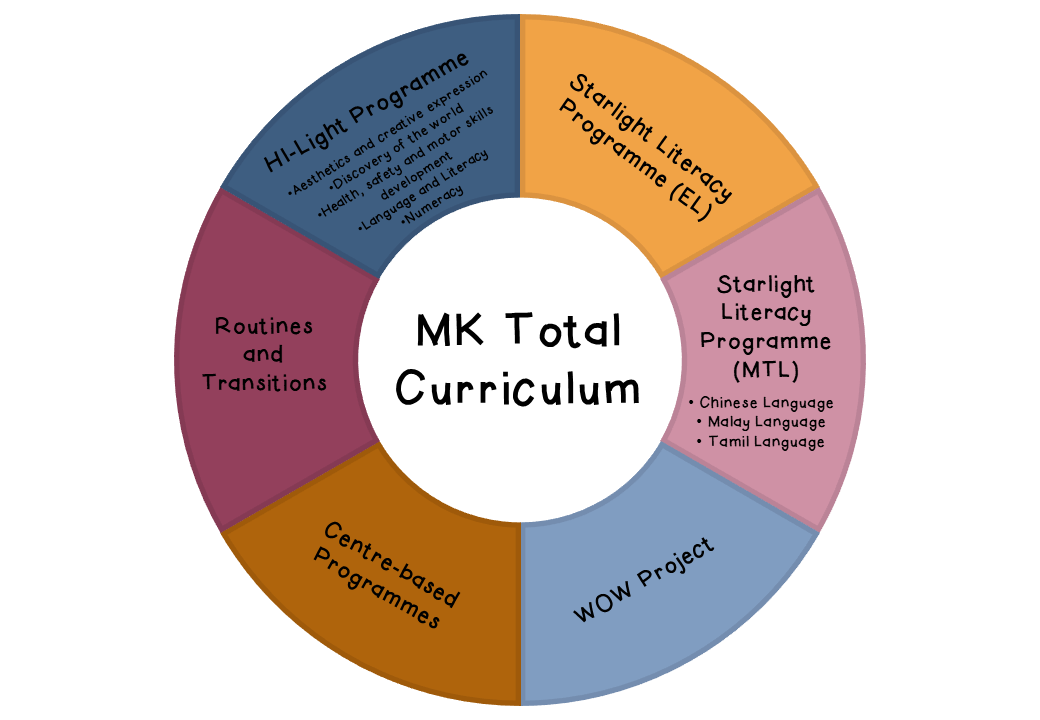 MK Total
Curriculum
HI-Light Programme
•Aesthetics and creative expression
•Discovery of the world
•Health, safety and motor skills
development
•Language and Literacy
•Numeracy
Starlight Literacy
Programme (EL)
Starlight
Literacy
Programme
(MTL)
• Chinese Language
• Malay Language
• Tamil Language
WOW Project
Centre-based
Programmes
Routines
and
Transitions